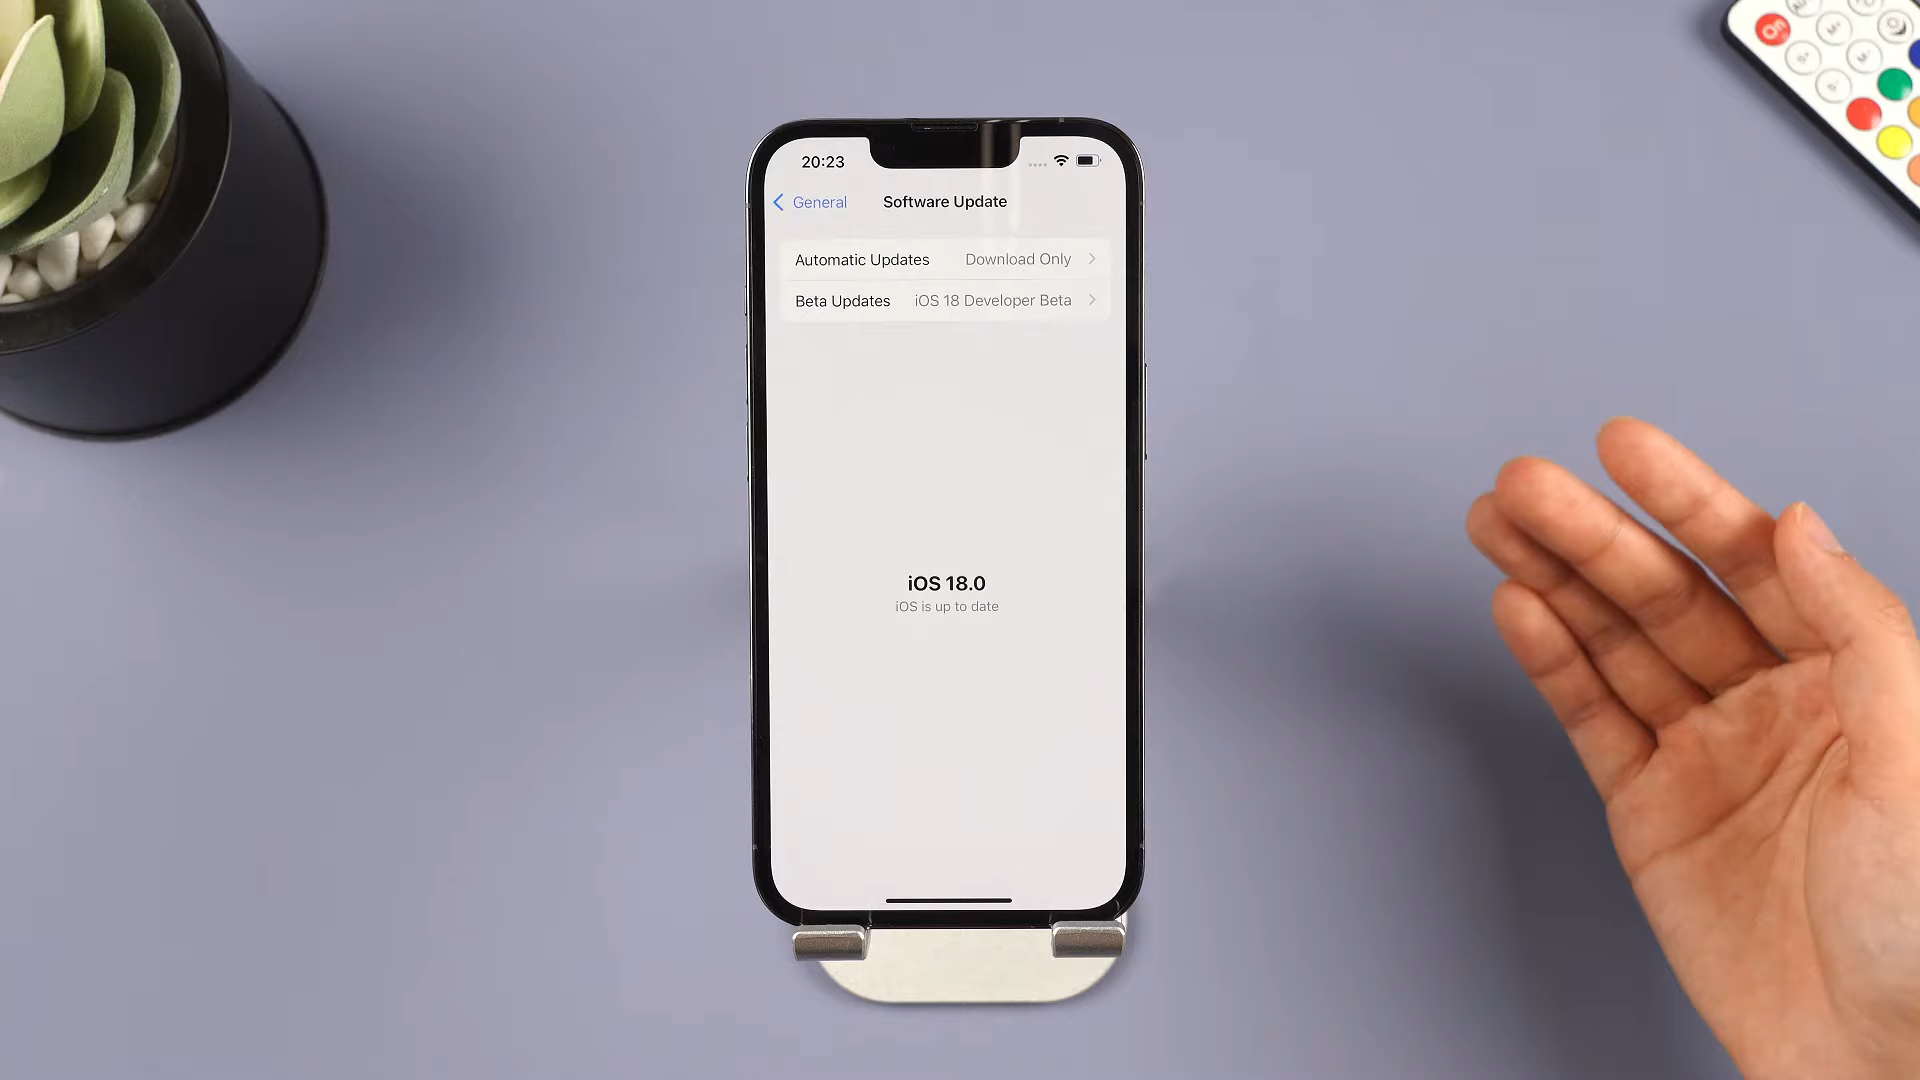 20:23
General
Software Update
Automatic Updates Download Only
Beta Updates iOS 18 Developer Beta
iOS 18.0
iOS is up to date
On